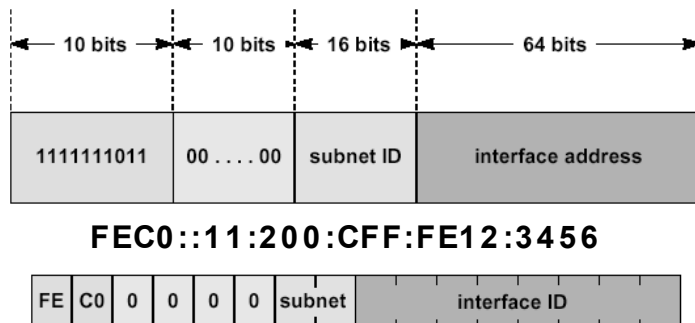 10 bits 10 bits 16 bits 64 bits
1111111011 00 . . . . 00 subnet ID interface address
FEC0::11:200:CFF:FE12:3456
FE C0 0 0 0 0 subnet interface ID